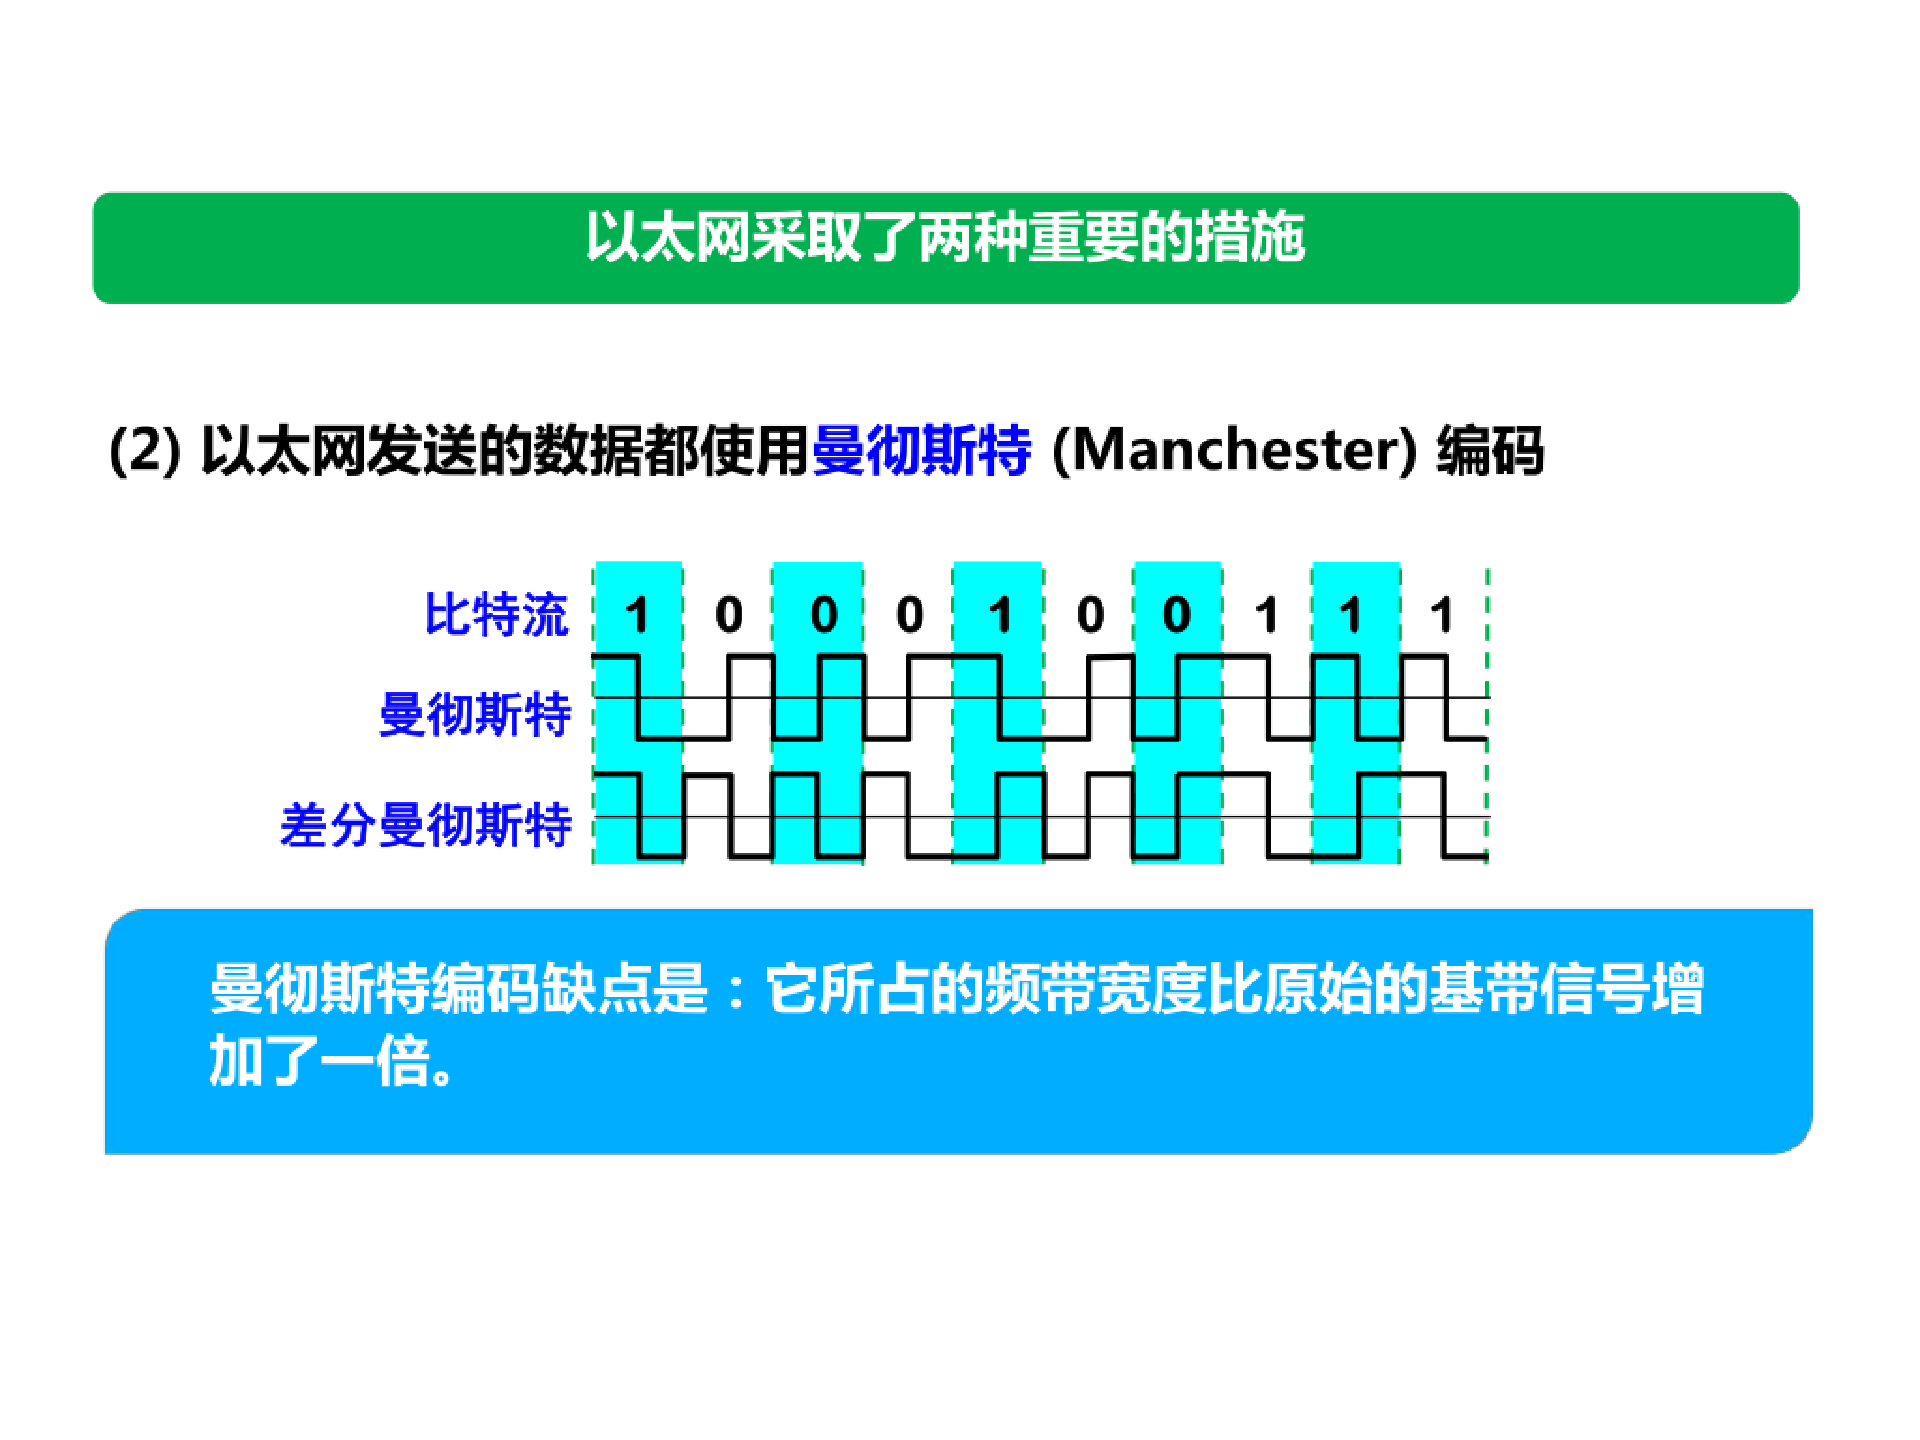 以太网采取了两种重要的措施
(2) 以太网发送的数据都使用曼彻斯特 (Manchester) 编码
比特流 1 0 0 0 1 0 0 1 1 1
曼彻斯特
差分曼彻斯特
曼彻斯特编码缺点是：它所占的频带宽度比原始的基带信号增
加了一倍。